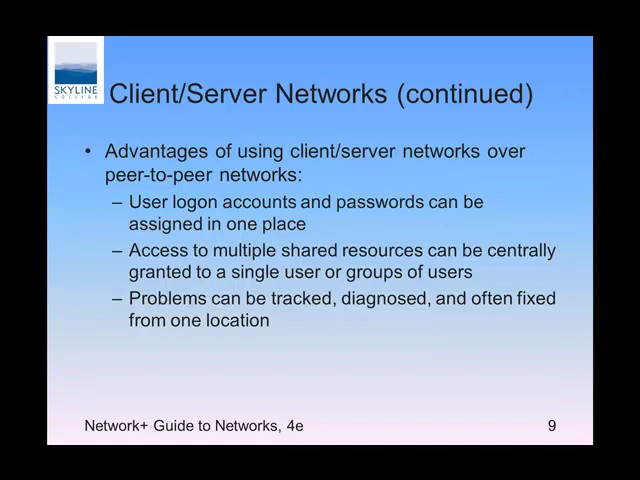 SKYLINE
COLLEGE
Client/Server Networks (continued)
• Advantages of using client/server networks over
peer-to-peer networks:
– User logon accounts and passwords can be
assigned in one place
– Access to multiple shared resources can be centrally
granted to a single user or groups of users
– Problems can be tracked, diagnosed, and often fixed
from one location
Network+ Guide to Networks, 4e
9